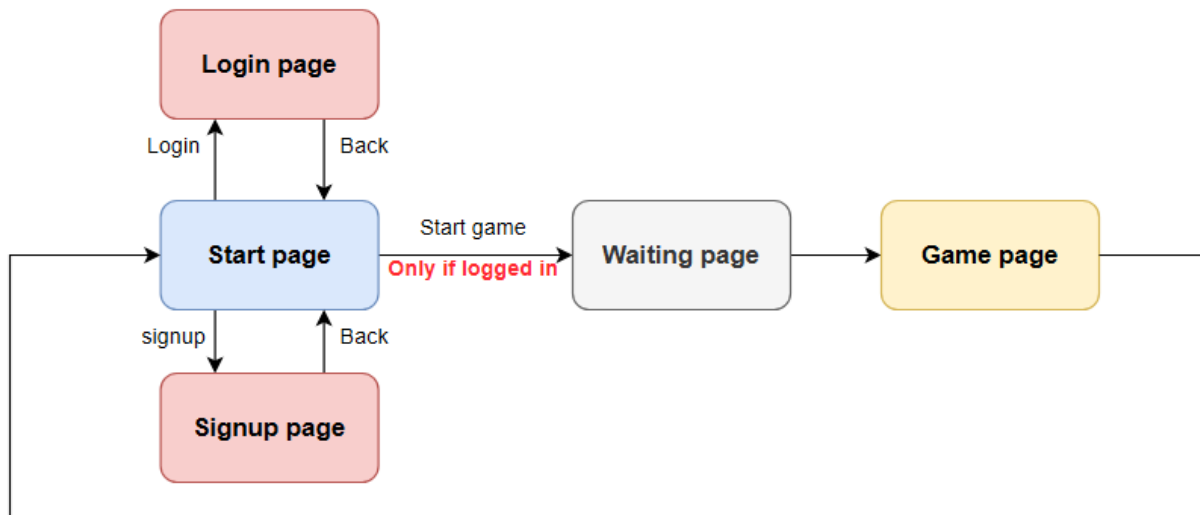 Login page
Login
Back
Start page
Start game
Only if logged in
Waiting page
Game page
signup
Back
Signup page